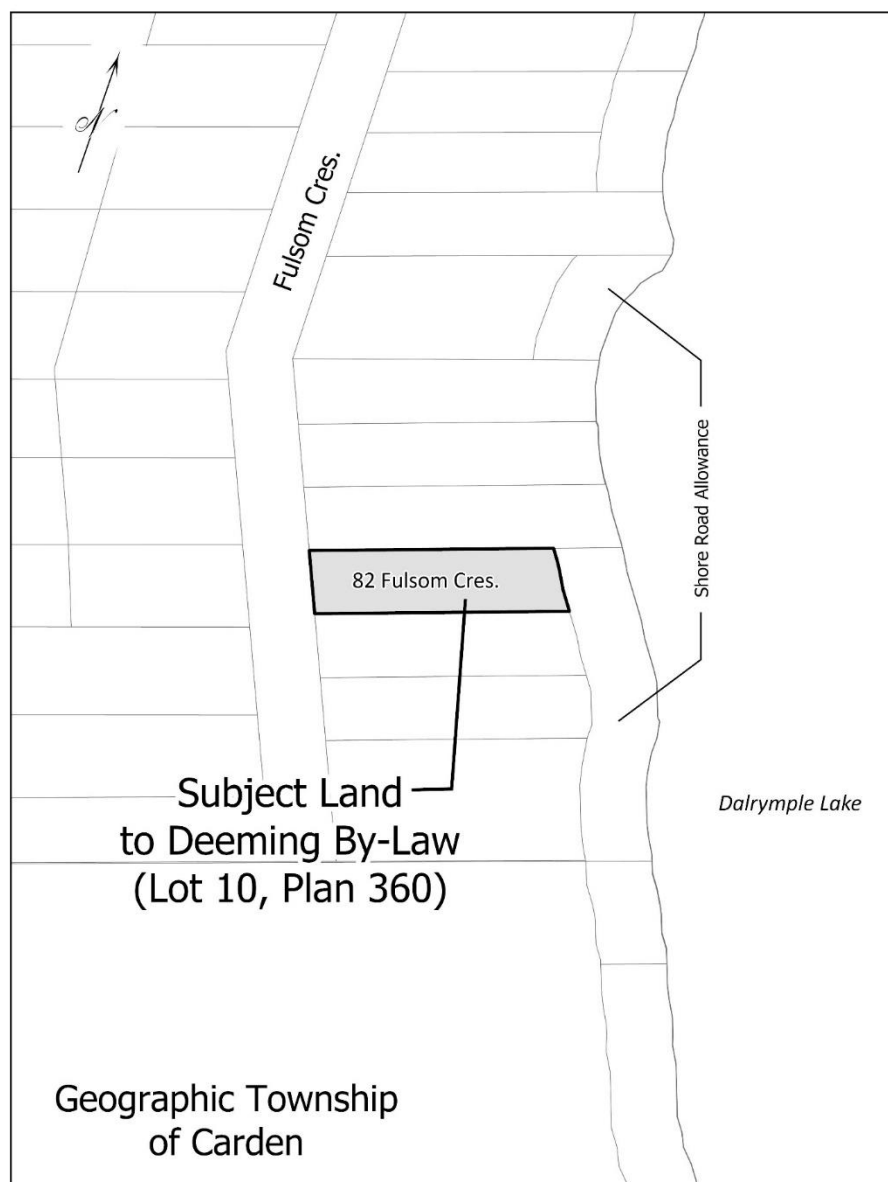 N
Fulsom Cres.
Shore Road Allowance
82 Fulsom Cres.
Subject Land
to Deeming By-Law
(Lot 10, Plan 360)
Dalrymple Lake
Geographic Township
of Carden